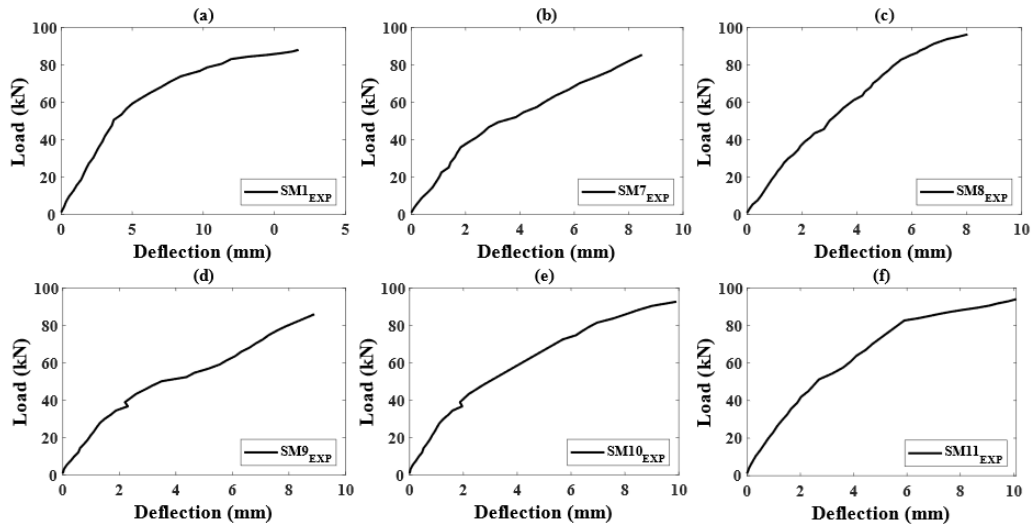 (a)
100
80
60
40
20
0
Load (kN)
SM1EXP
0 5 10 0 5
Deflection (mm)
(b)
100
80
60
40
20
0
Load (kN)
SM7EXP
0 2 4 6 8 10
Deflection (mm)
(c)
100
80
60
40
20
0
Load (kN)
SM8EXP
0 2 4 6 8 10
Deflection (mm)
(d)
100
80
60
40
20
0
Load (kN)
SM9EXP
0 2 4 6 8 10
Deflection (mm)
(e)
100
80
60
40
20
0
Load (kN)
SM10EXP
0 2 4 6 8 10
Deflection (mm)
(f)
100
80
60
40
20
0
Load (kN)
SM11EXP
0 2 4 6 8 10
Deflection (mm)